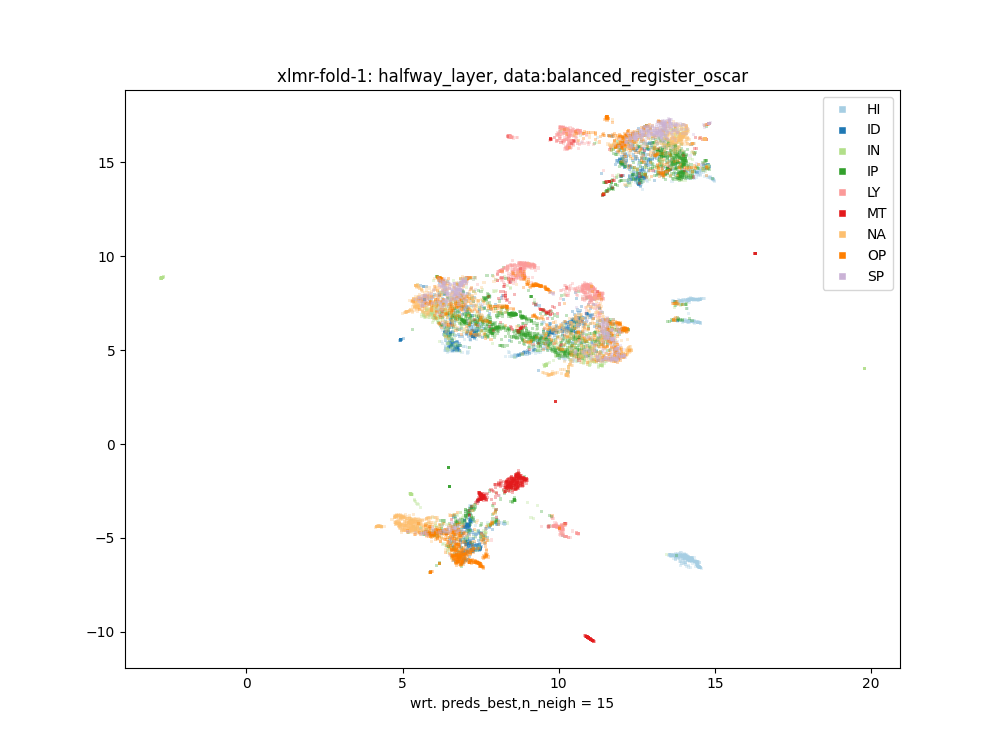 xlmr-fold-1: halfway_layer, data:balanced_register_oscar
HI
ID
IN
IP
LY
MT
NA
OP
SP
15
10
5
0
−5
−10
0
5
10
15
20
wrt. preds_best,n_neigh = 15